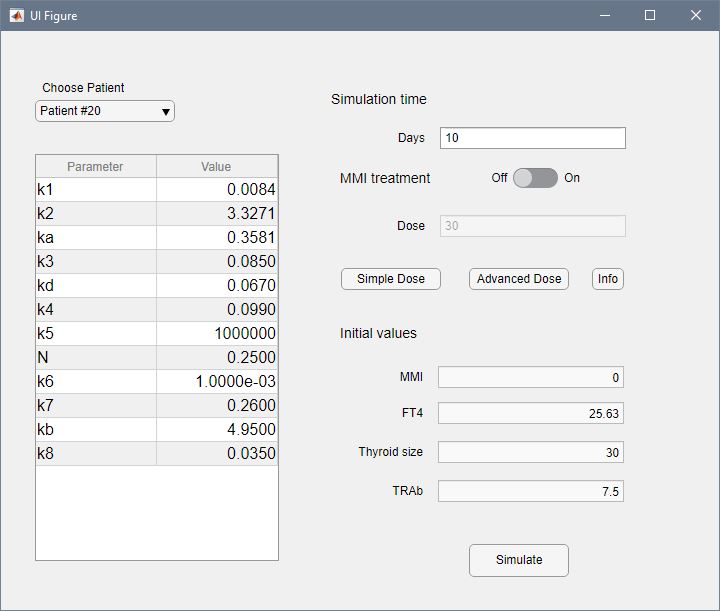 UI Figure
Choose Patient
Patient #20
Parameter Value
k1 0.0084
k2 3.3271
ka 0.3581
k3 0.0850
kd 0.0670
k4 0.0990
k5 1000000
N 0.2500
k6 1.0000e-03
k7 0.2600
kb 4.9500
k8 0.0350
Simulation time
Days 10
MMI treatment Off On
Dose 30
Simple Dose Advanced Dose Info
Initial values
MMI 0
FT4 25.63
Thyroid size 30
TRAb 7.5
Simulate